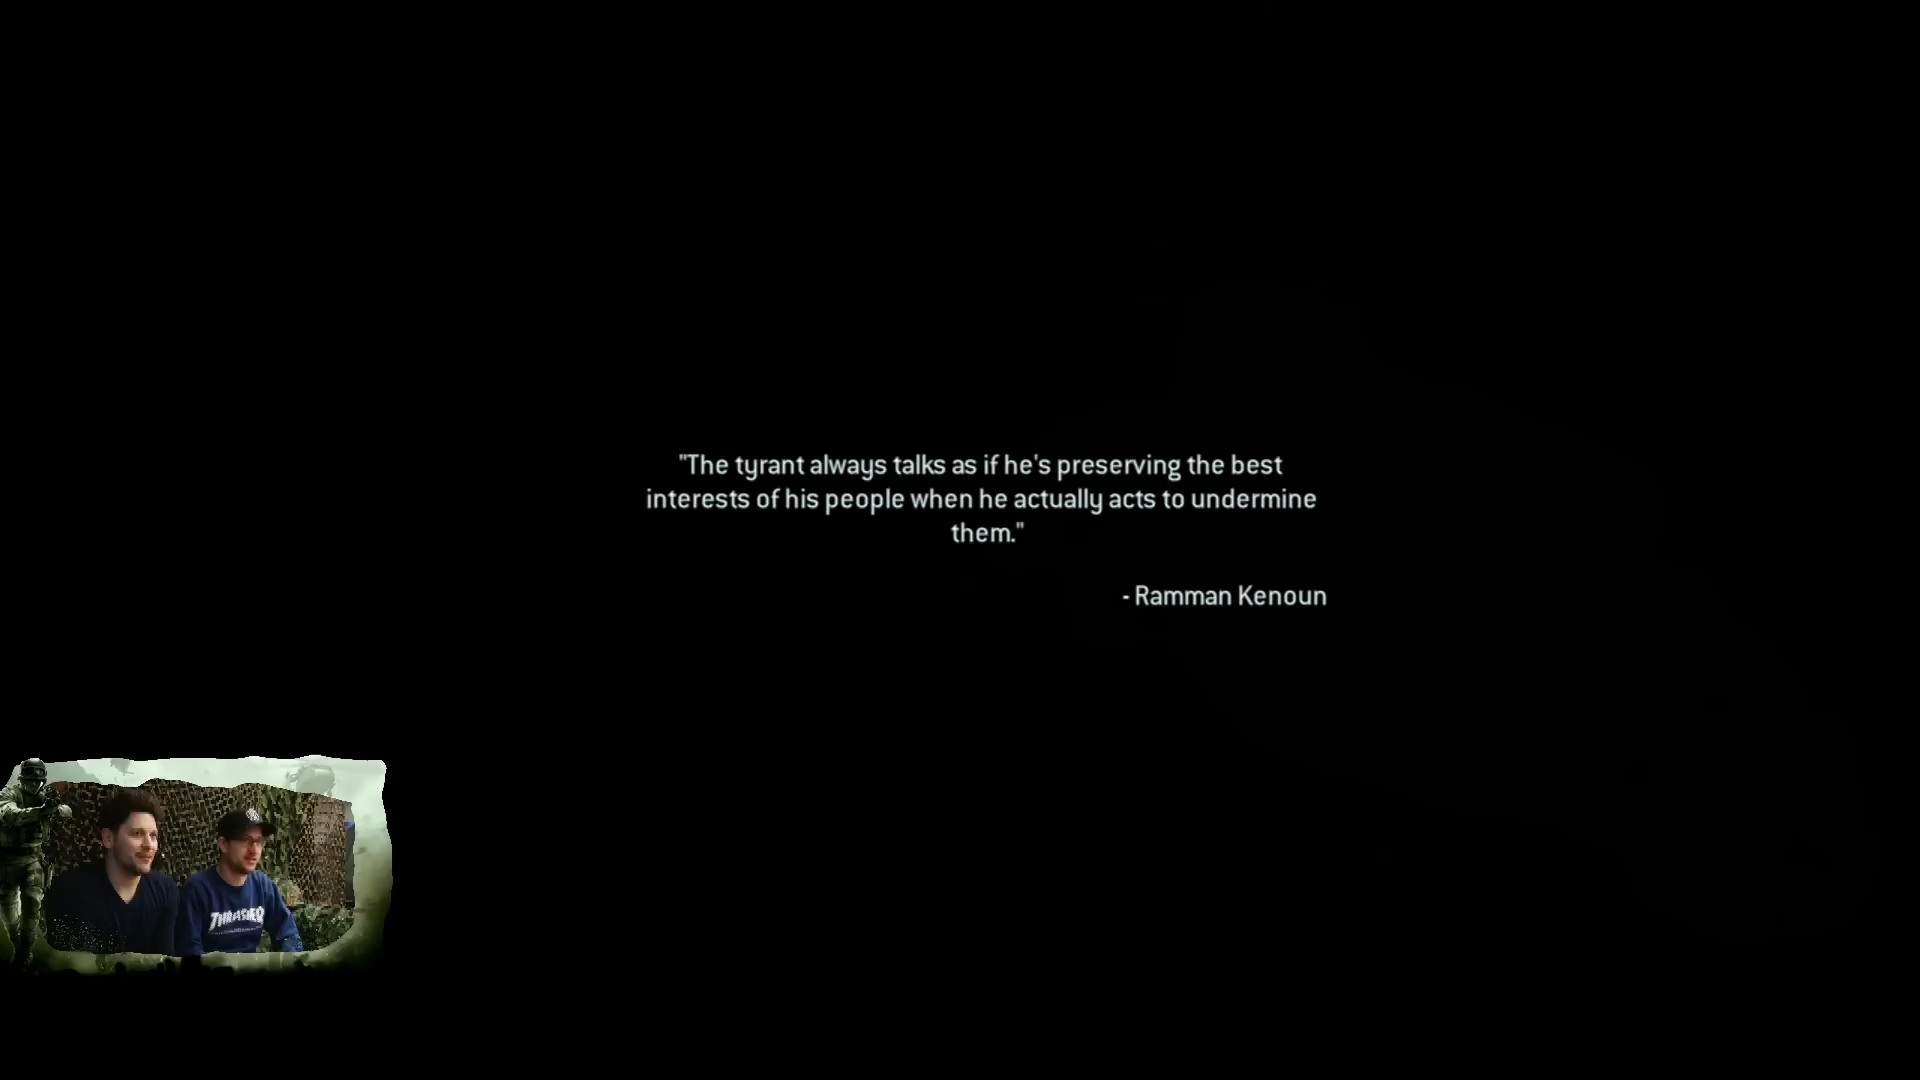 "The tyrant always talks as if he's preserving the best
interests of his people when he actually acts to undermine
them."
- Ramman Kenoun
THRASHER